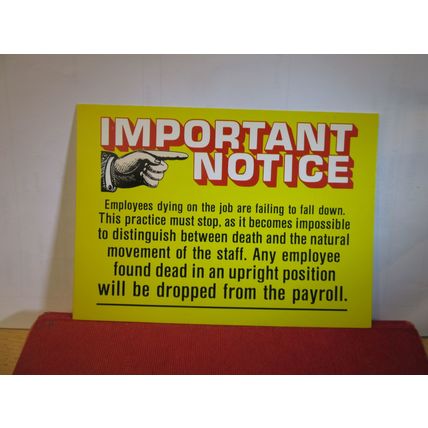 IMPORTANT
NOTICE
Employees dying on the job are failing to fall down.
This practice must stop, as it becomes impossible
to distinguish between death and the natural
movement of the staff. Any employee
found dead in an upright position
will be dropped from the payroll.